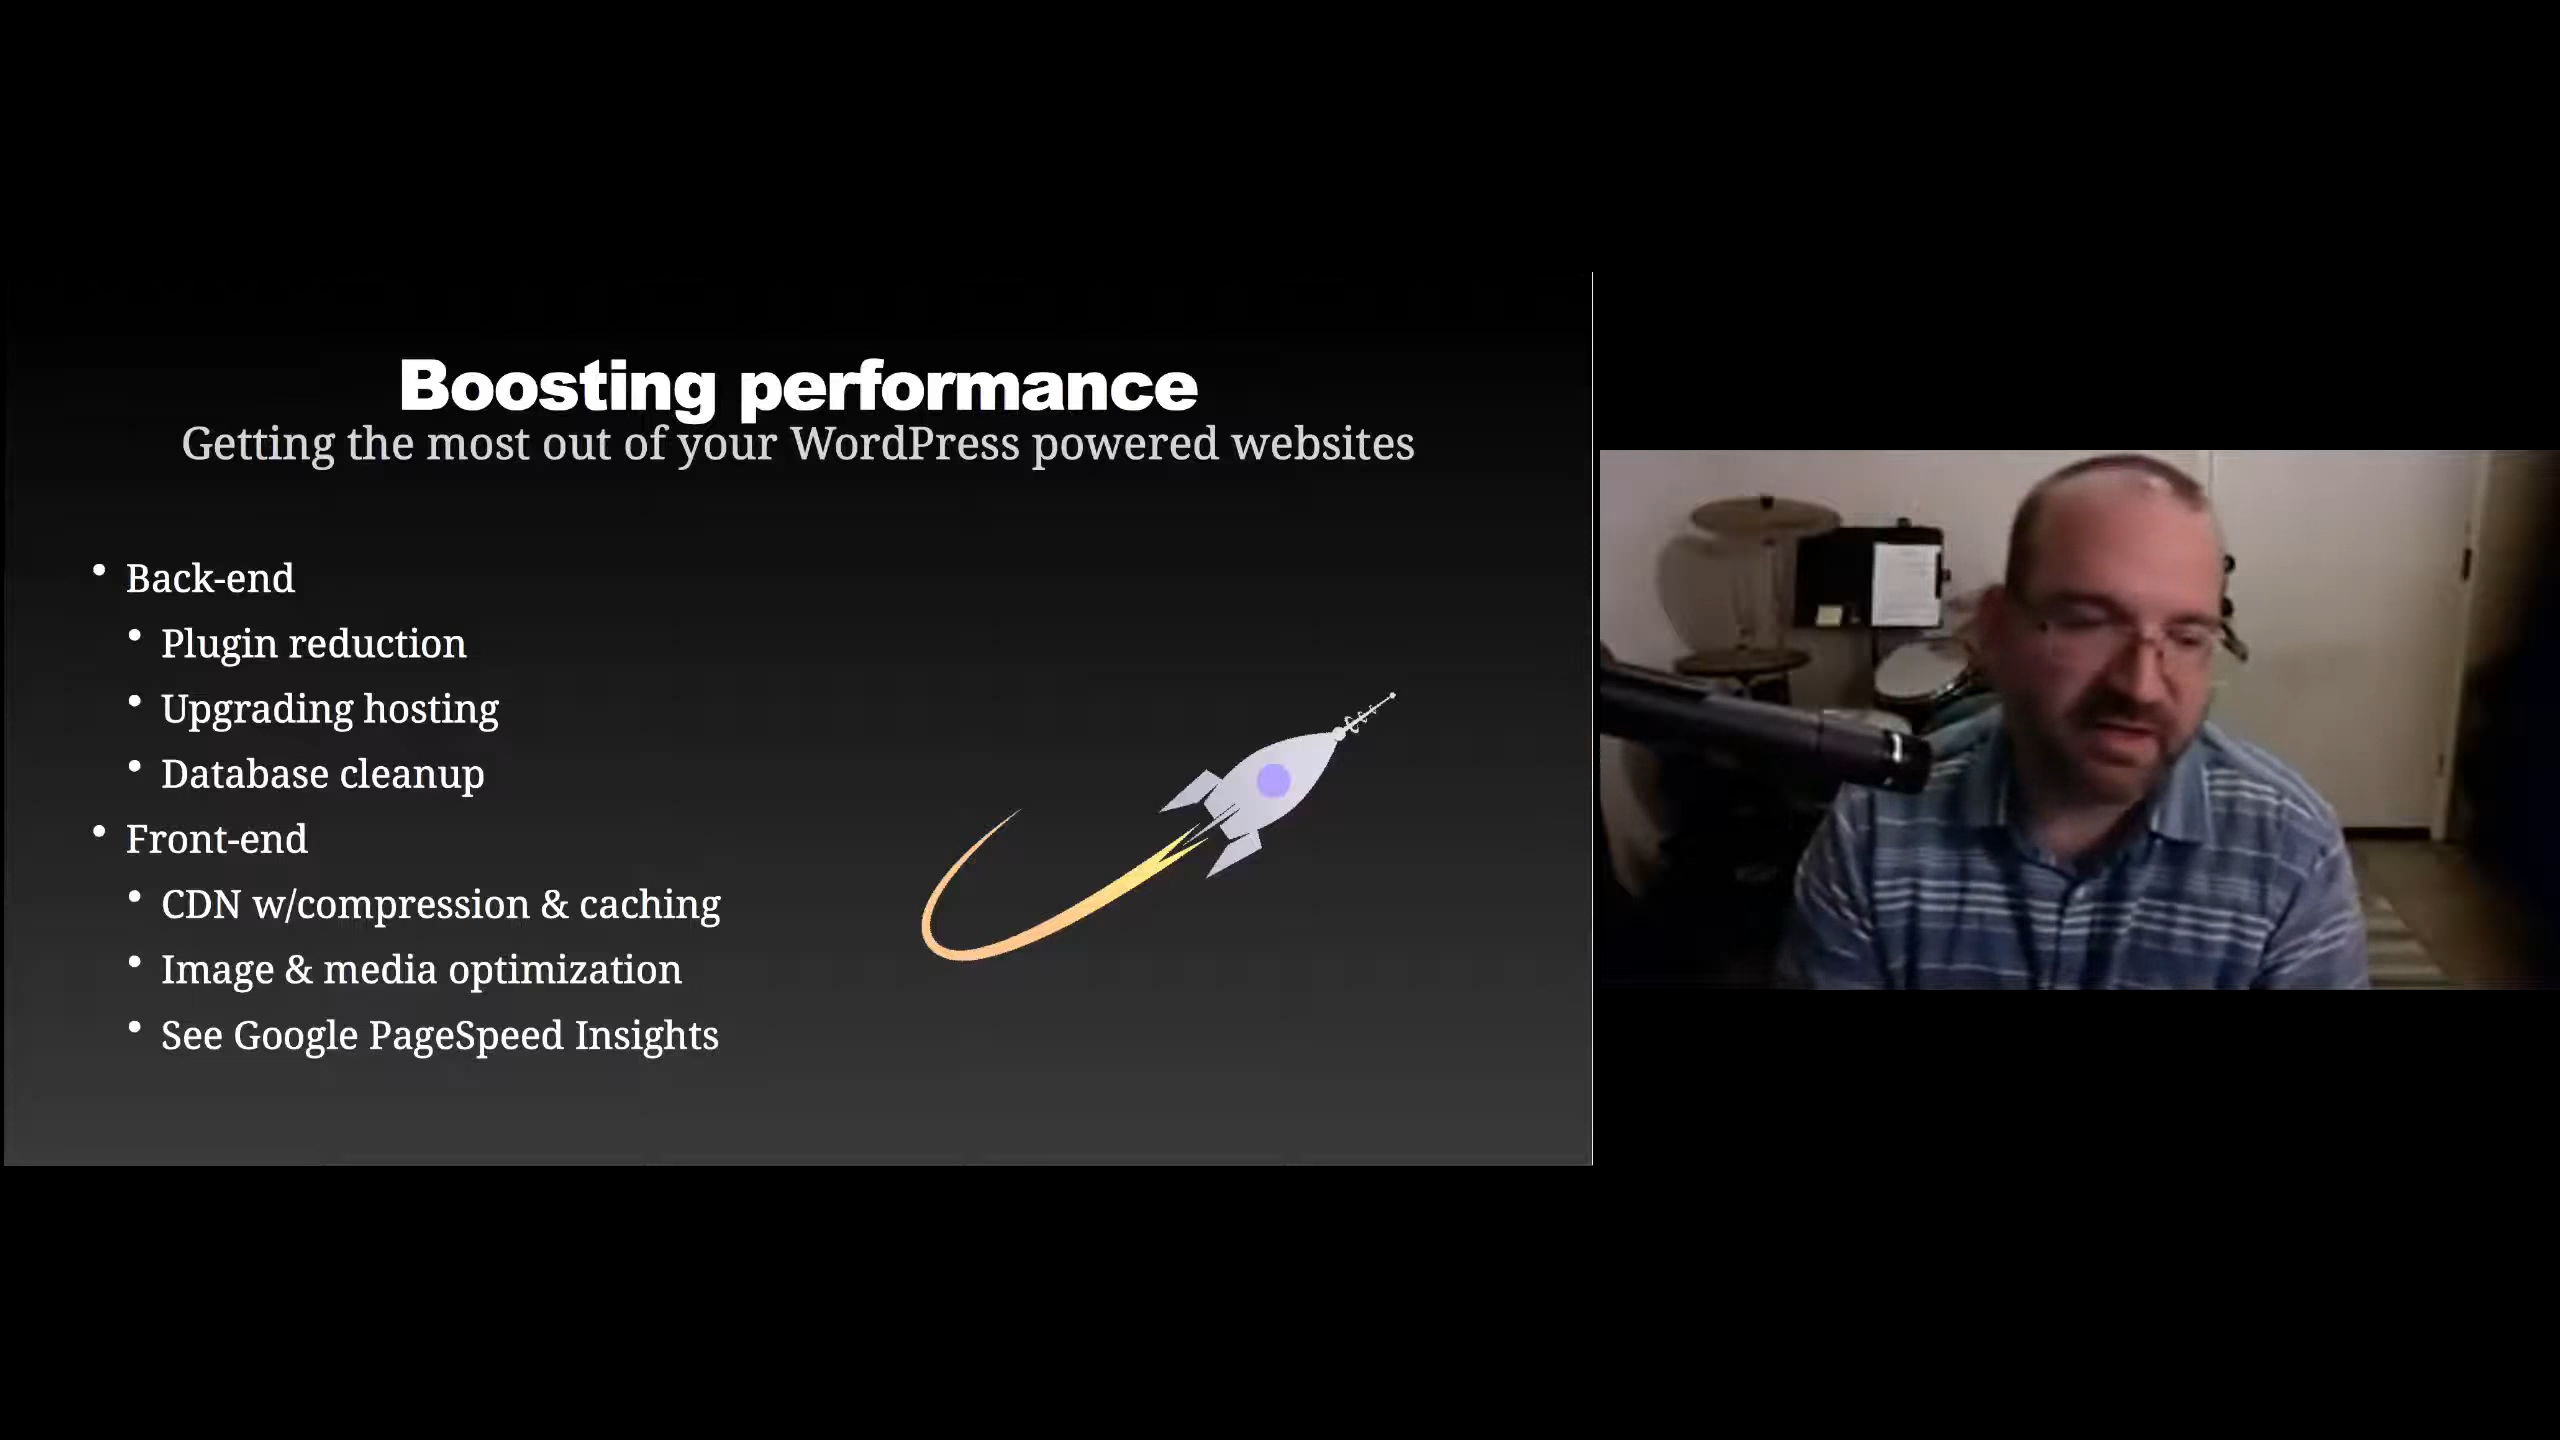 Boosting performance
Getting the most out of your WordPress powered websites
• Back-end
• Plugin reduction
• Upgrading hosting
• Database cleanup
• Front-end
• CDN w/compression & caching
• Image & media optimization
• See Google PageSpeed Insights